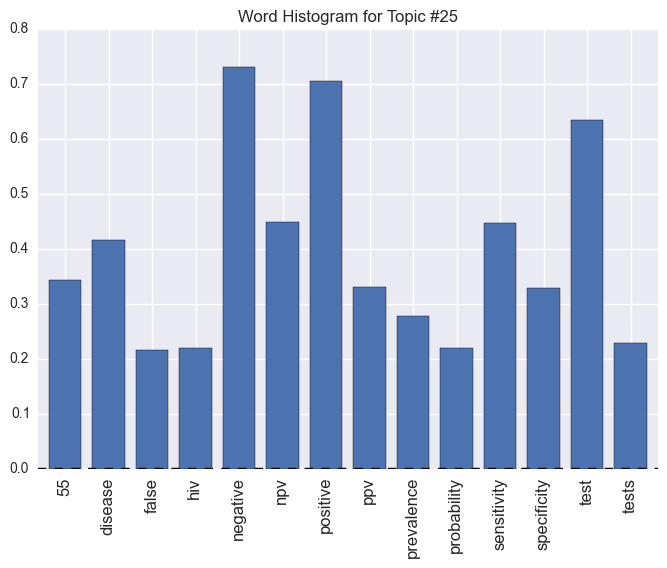 Word Histogram for Topic #25
0.8
0.7
0.6
0.5
0.4
0.3
0.2
0.1
0.0
55
disease
false
hiv
negative
npv
positive
ppv
prevalence
probability
sensitivity
specificity
test
tests